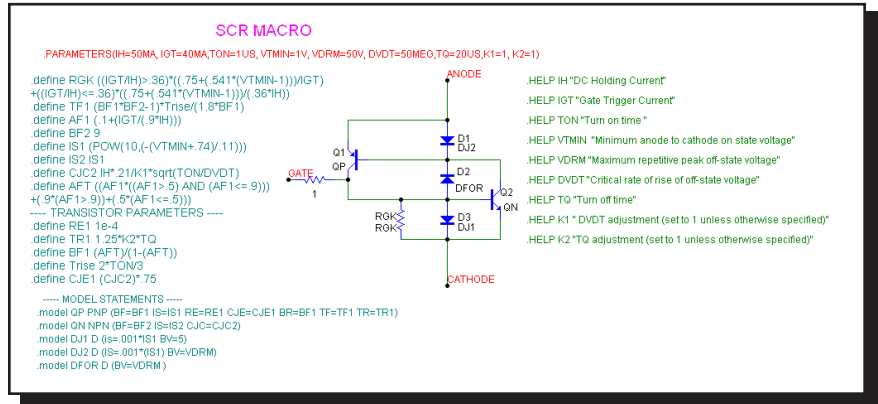 SCR MACRO
.PARAMETERS(IH=50MA, IGT=40MA,TON=1US, VTMIN=1V, VDRM=50V, DVDT=50MEG,TQ=20US,K1=1, K2=1)
.define RGK ((IGT/IH)>.36)*((.75+(.541*(VTMIN-1)))/IGT)
+((IGT/IH)<=.36)*((.75+(.541*(VTMIN-1)))/(.36*IH))
.define TF1 (BF1*BF2-1)*Trise/(1.8*BF1)
.define AF1 (.1+(IGT/(.9*IH)))
.define BF2 9
.define IS1 (POW(10,(-(VTMIN+.74)/.11)))
.define IS2 IS1
.define CJC2 IH*.21/K1*sqrt(TON/DVDT)
.define AFT ((AF1*((AF1>.5) AND (AF1<=.9)))
+(.9*(AF1>.9))+(.5*(AF1<=.5)))
---- TRANSISTOR PARAMETERS ----
.define RE1 1e-4
.define TR1 1.25*K2*TQ
.define BF1 (AFT)/(1-(AFT))
.define Trise 2*TON/3
.define CJE1 (CJC2)*.75
----- MODEL STATEMENTS -----
.model QP PNP (BF=BF1 IS=IS1 RE=RE1 CJE=CJE1 BR=BF1 TF=TF1 TR=TR1)
.model QN NPN (BF=BF2 IS=IS2 CJC=CJC2)
.model DJ1 D (is=.001*IS1 BV=5)
.model DJ2 D (IS=.001*(IS1) BV=VDRM)
.model DFOR D (BV=VDRM )
ANODE
Q1
QP
D1
DJ2
GATE
1
D2
DFOR
Q2
QN
RGK
RGK
D3
DJ1
CATHODE
.HELP IH "DC Holding Current"
.HELP IGT "Gate Trigger Current"
.HELP TON "Turn on time "
.HELP VTMIN  "Minimum anode to cathode on state voltage"
.HELP VDRM "Maximum repetitive peak off-state voltage"
.HELP DVDT "Critical rate of rise of off-state voltage"
.HELP TQ "Turn off time"
.HELP K1 " DVDT adjustment (set to 1 unless otherwise specified)"
.HELP K2 "TQ adjustment (set to 1 unless otherwise specified)"